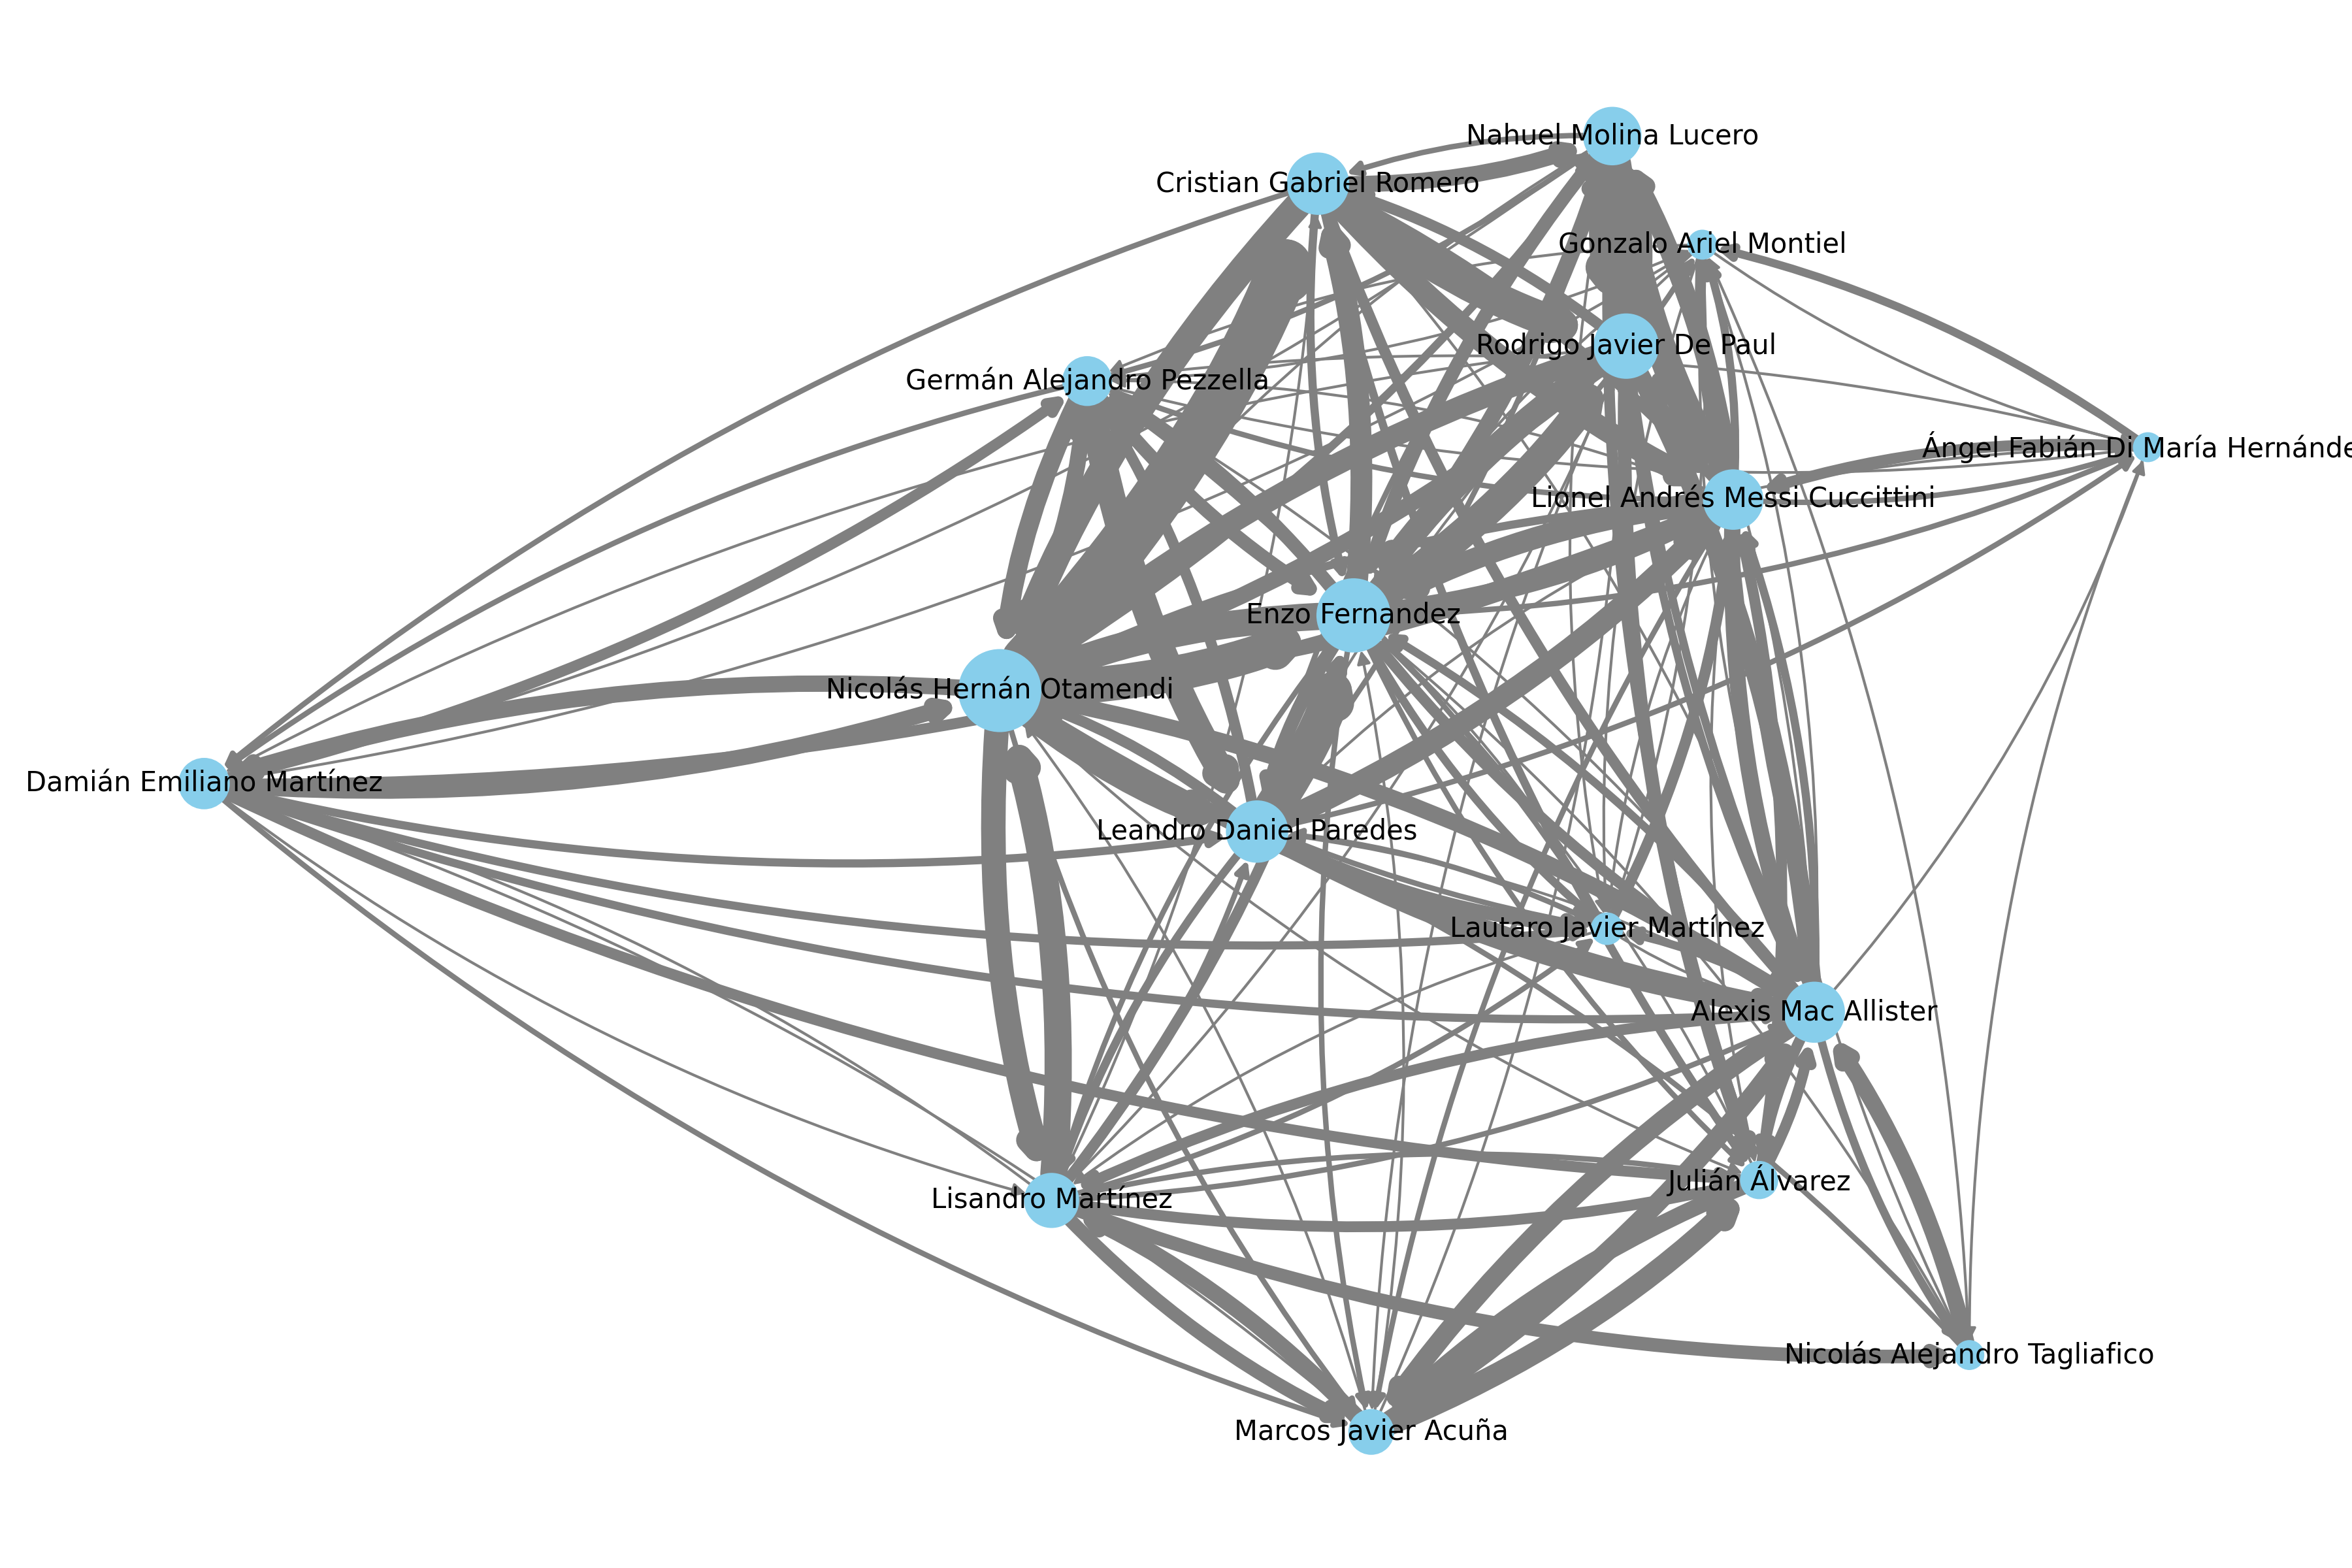 Nahuel Molina Lucero
Cristian Gabriel Romero
Gonzalo Ariel Montiel
Rodrigo Javier De Paul
Germán Alejandro Pezzella
Ángel Fabián Di María Hernánde
Lionel Andrés Messi Cuccittini
Enzo Fernandez
Nicolás Hernán Otamendi
Damián Emiliano Martínez
Leandro Daniel Paredes
Lautaro Javier Martínez
Alexis Mac Allister
Julián Álvarez
Lisandro Martínez
Nicolás Alejandro Tagliafico
Marcos Javier Acuña